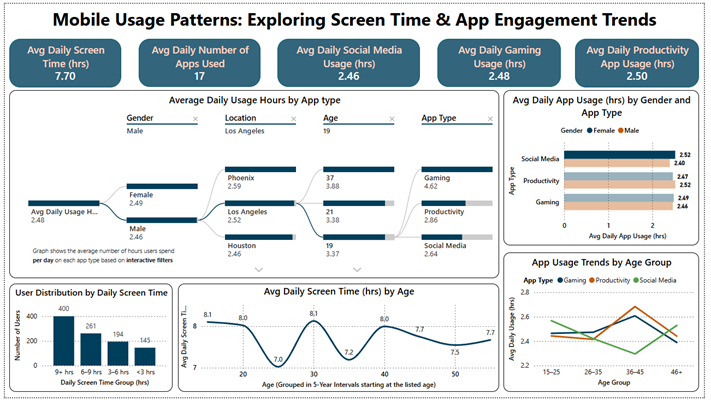 Mobile Usage Patterns: Exploring Screen Time & App Engagement Trends
Avg Daily Screen
Time (hrs)
7.70
Avg Daily Number of
Apps Used
17
Avg Daily Social Media
Usage (hrs)
2.46
Avg Daily Gaming
Usage (hrs)
2.48
Avg Daily Productivity
App Usage (hrs)
2.50
Average Daily Usage Hours by App type
Gender
Male
Location
Los Angeles
Age
19
App Type
Avg Daily Usage H...
2.48
Female
2.49
Male
2.46
Phoenix
2.59
Los Angeles
2.52
Houston
2.46
37
3.88
21
3.38
19
3.37
Gaming
4.62
Productivity
2.86
Social Media
2.64
Graph shows the average number of hours users spend
per day on each app type based on interactive filters
Avg Daily App Usage (hrs) by Gender and
App Type
Gender Female Male
App Type
Social Media
2.52
2.40
Productivity
2.47
2.52
Gaming
2.49
2.46
0 1 2
Avg Daily App Usage (hrs)
User Distribution by Daily Screen Time
Number of Users
400
200
0
400
261
194
145
9+ hrs 6–9 hrs 3–6 hrs <3 hrs
Daily Screen Time Group (hrs)
Avg Daily Screen Time (hrs) by Age
Avg Daily Screen Ti...
8
7
8.1 8.0 7.0 8.1 7.2 8.0 7.7 7.5 7.7
20 30 40 50
Age (Grouped in 5-Year Intervals starting at the listed age)
App Usage Trends by Age Group
App Type Gaming Productivity Social Media
Avg Daily Usage (hrs)
2.8
2.6
2.4
2.2
15–25 26–35 36–45 46+
Age Group